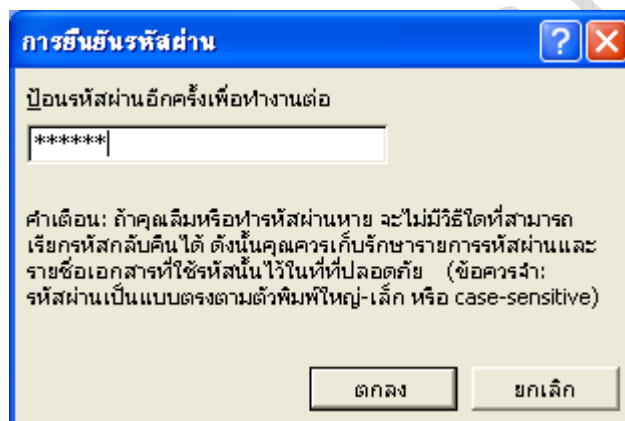 การยืนยันรหัสผ่าน
ป้อนรหัสผ่านอีกครั้งเพื่อทำงานต่อ
******
คำเตือน: ถ้าคุณลืมหรือทำรหัสผ่านหาย จะไม่มีวิธีใดที่สามารถ
เรียกรหัสกลับคืนได้ ดังนั้นคุณควรเก็บรักษารายการรหัสผ่านและ
รายชื่อเอกสารที่ใช้รหัสนั้นไว้ในที่ที่ปลอดภัย (ข้อควรจำ:
รหัสผ่านเป็นแบบตรงตามตัวพิมพ์ใหญ่-เล็ก หรือ case-sensitive)
ตกลง
ยกเลิก